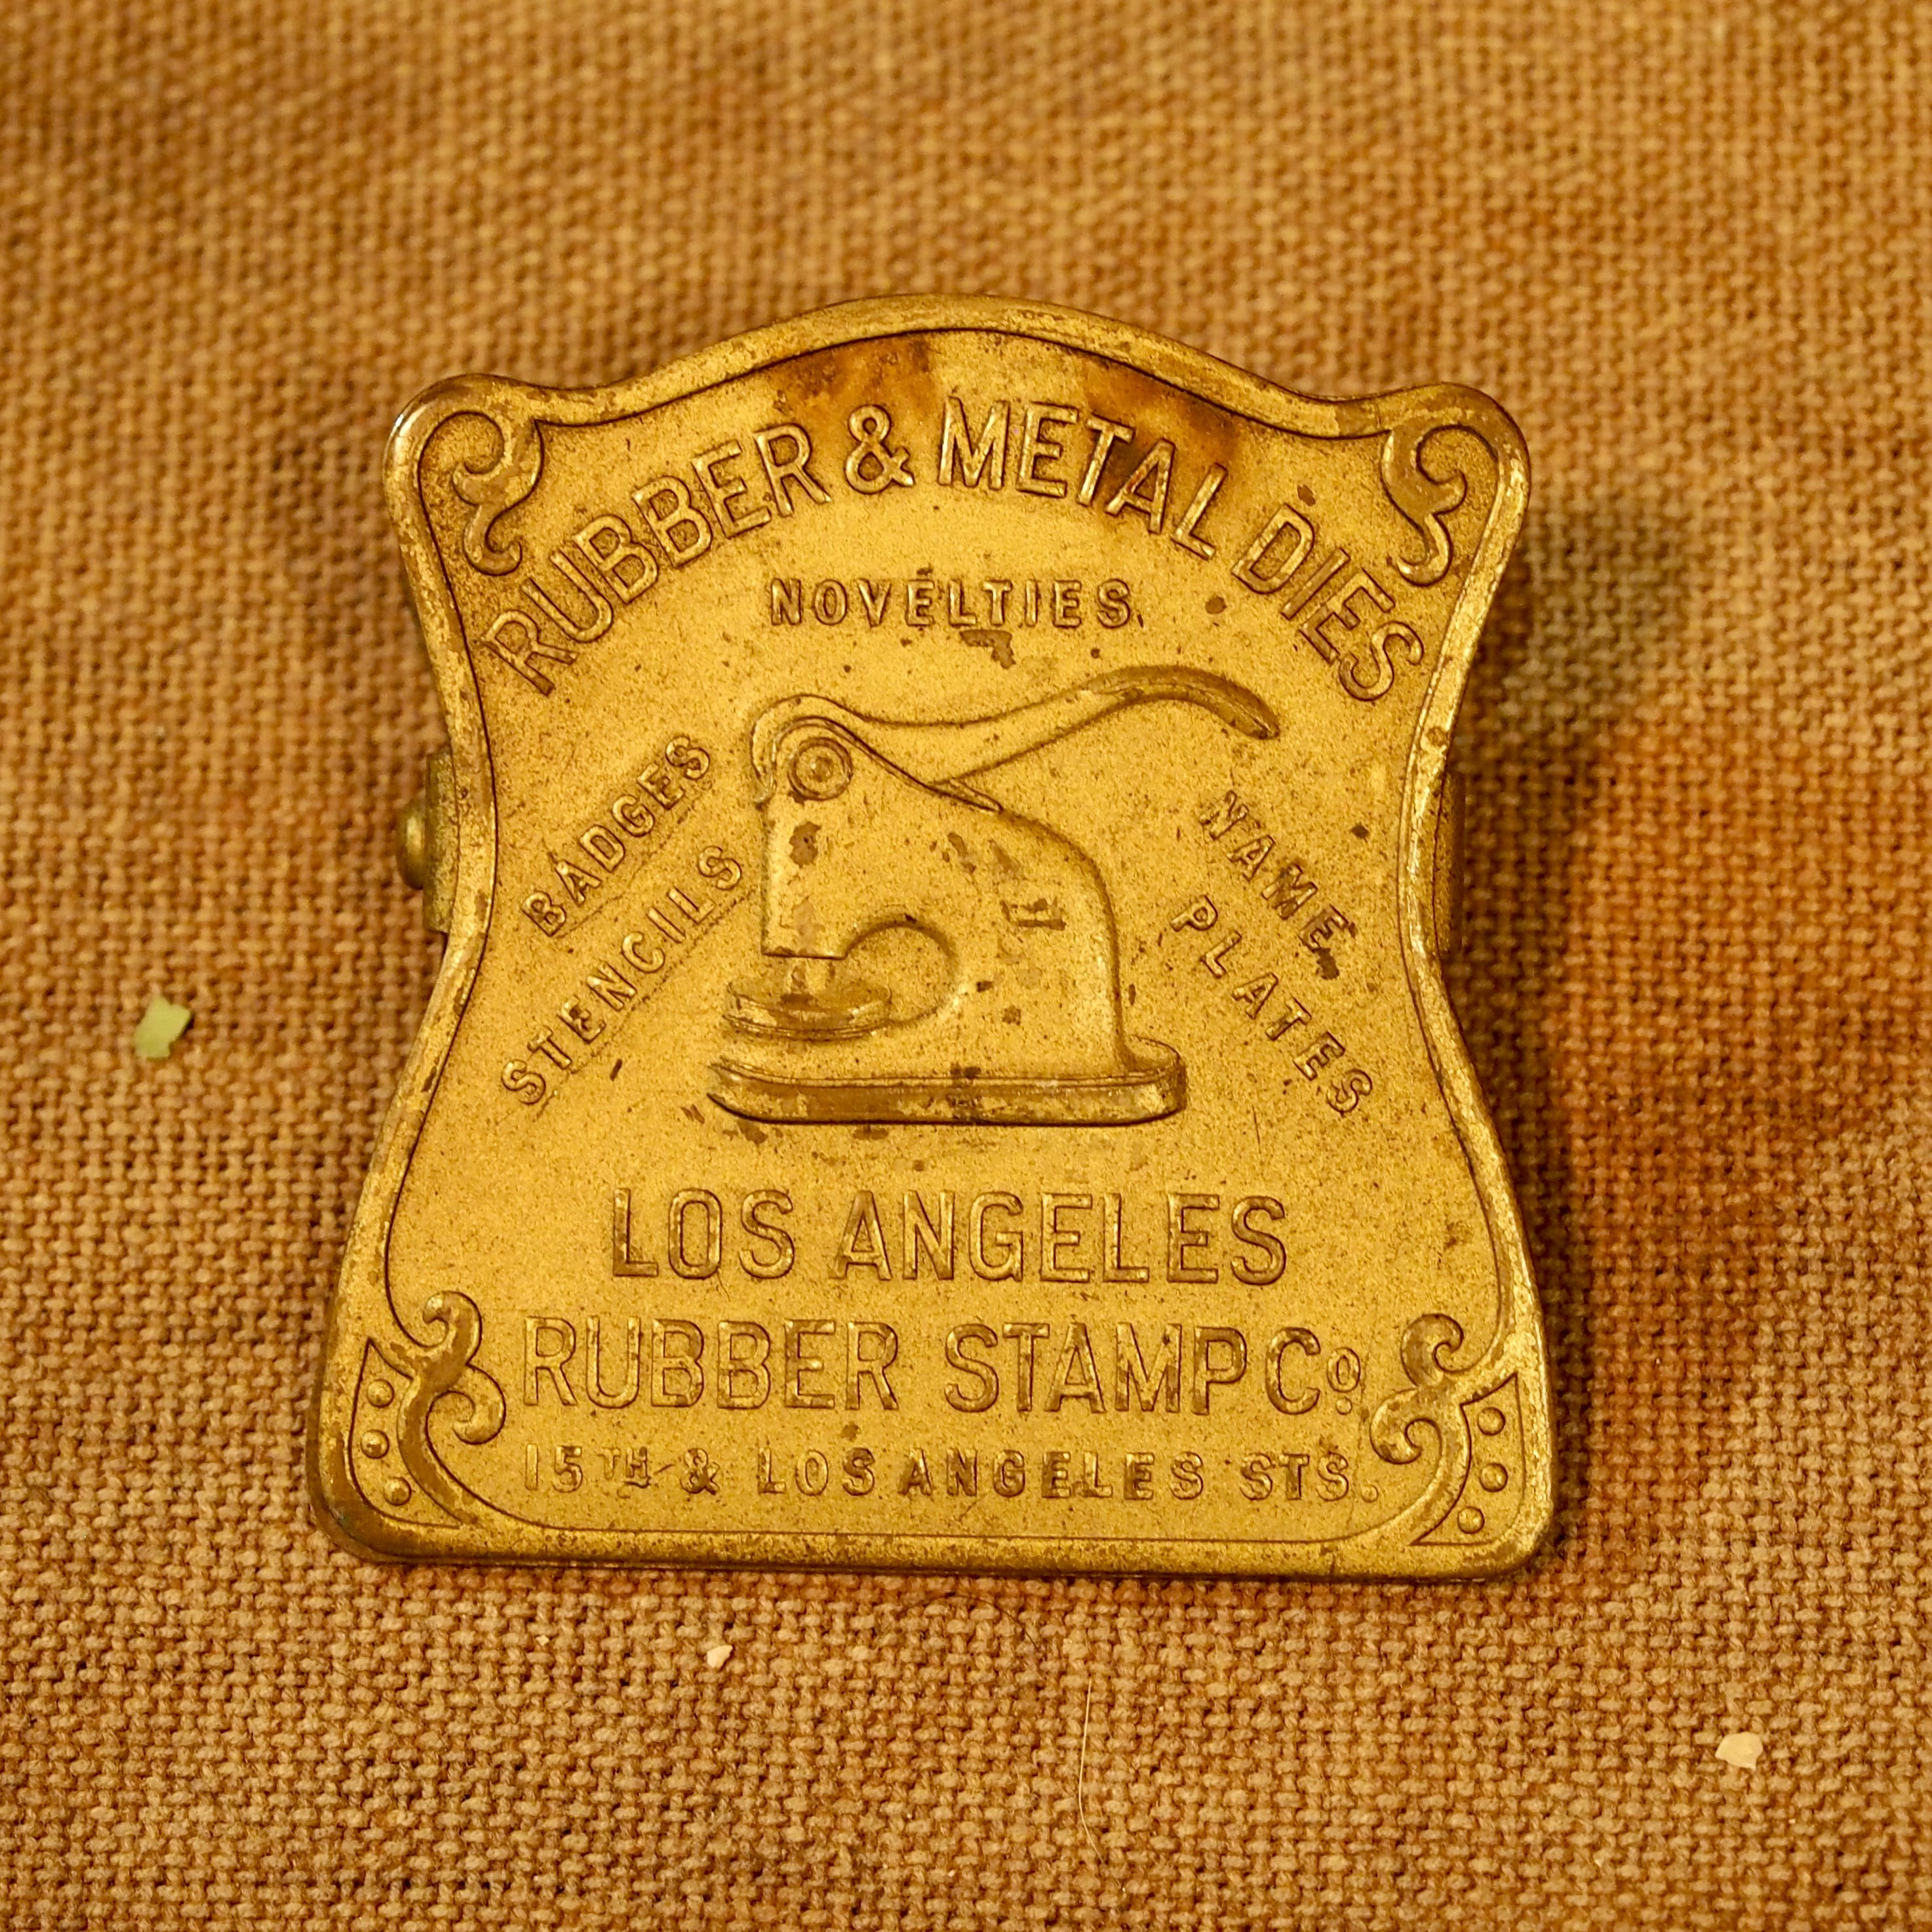 RUBBER & METAL DIES
NOVELTIES
BADGES
STENCILS
NAME
PLATES
LOS ANGELES
RUBBER STAMP Co.
15TH & LOS ANGELES STS.